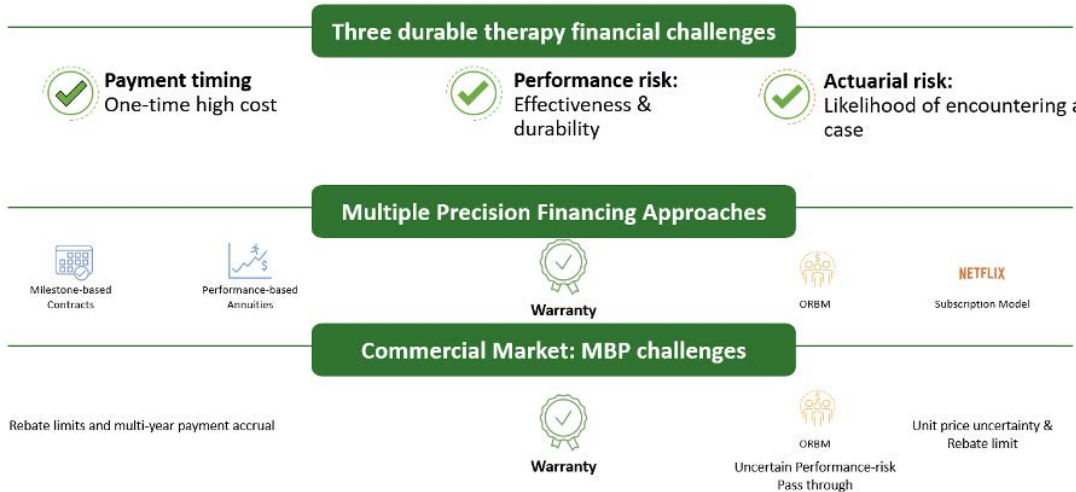 Three durable therapy financial challenges
Payment timing
One-time high cost
Performance risk:
Effectiveness &
durability
Actuarial risk:
Likelihood of encountering a
case
Multiple Precision Financing Approaches
Milestone-based
Contracts
Performance-based
Annuities
$
Warranty
$
ORBM
NETFLIX
Subscription Model
Commercial Market: MBP challenges
Rebate limits and multi-year payment accrual
Warranty
$
ORBM
Uncertain Performance-risk
Pass through
Unit price uncertainty &
Rebate limit